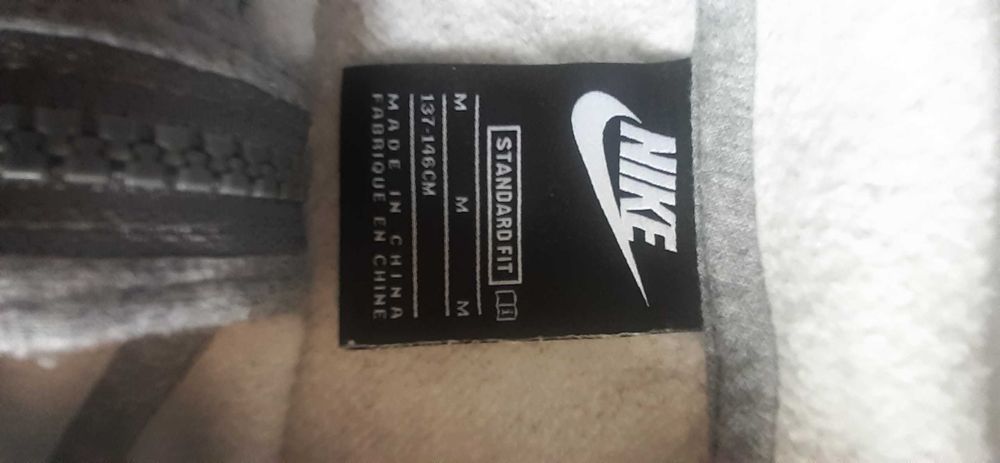 NIKE
STANDARD FIT
M M M
137-146CM
MADE IN CHINA
FABRIQUE EN CHINE